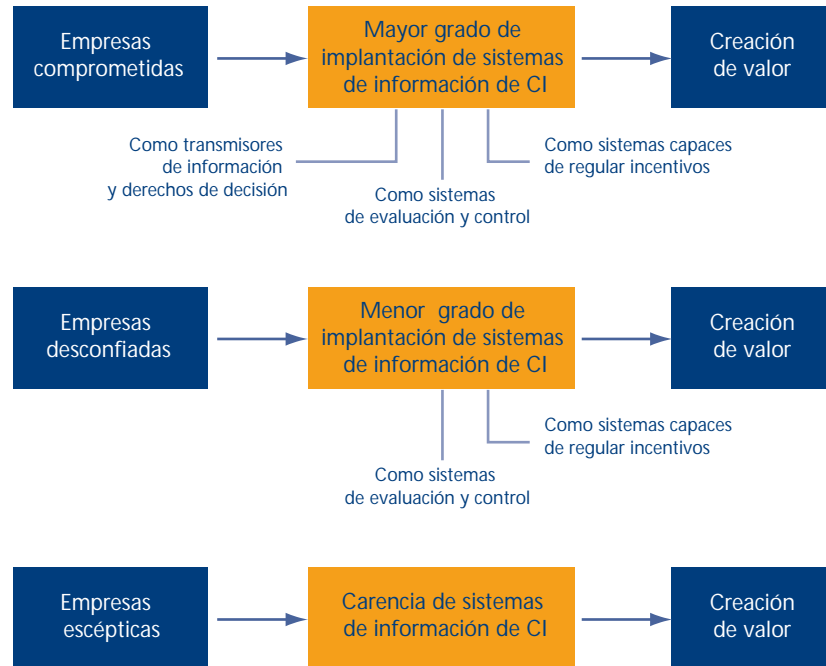 Empresas
comprometidas
Mayor grado de
implantación de sistemas
de información de CI
Creación
de valor
Como transmisores
de información
y derechos de decisión
Como sistemas
de evaluación y control
Como sistemas capaces
de regular incentivos
Empresas
desconfiadas
Menor grado de
implantación de sistemas
de información de CI
Creación
de valor
Como sistemas capaces
de regular incentivos
Como sistemas
de evaluación y control
Empresas
escépticas
Carencia de sistemas
de información de CI
Creación
de valor